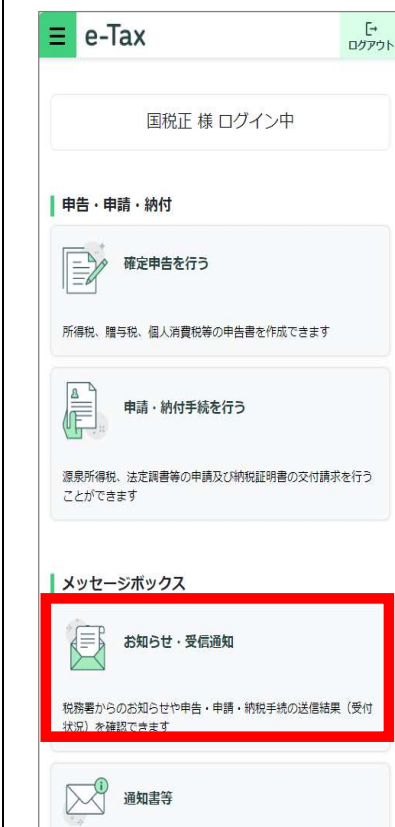 e-Tax
ログアウト
国税正 様 ログイン中
申告・申請・納付
確定申告を行う
所得税、贈与税、個人消費税等の申告書を作成できます
申請・納付手続を行う
源泉所得税、法定調書等の申請及び納税証明書の交付請求を行う
ことができます
メッセージボックス
お知らせ・受信通知
税務署からのお知らせや申告・申請・納税手続の送信結果（受付
状況）を確認できます
通知書等